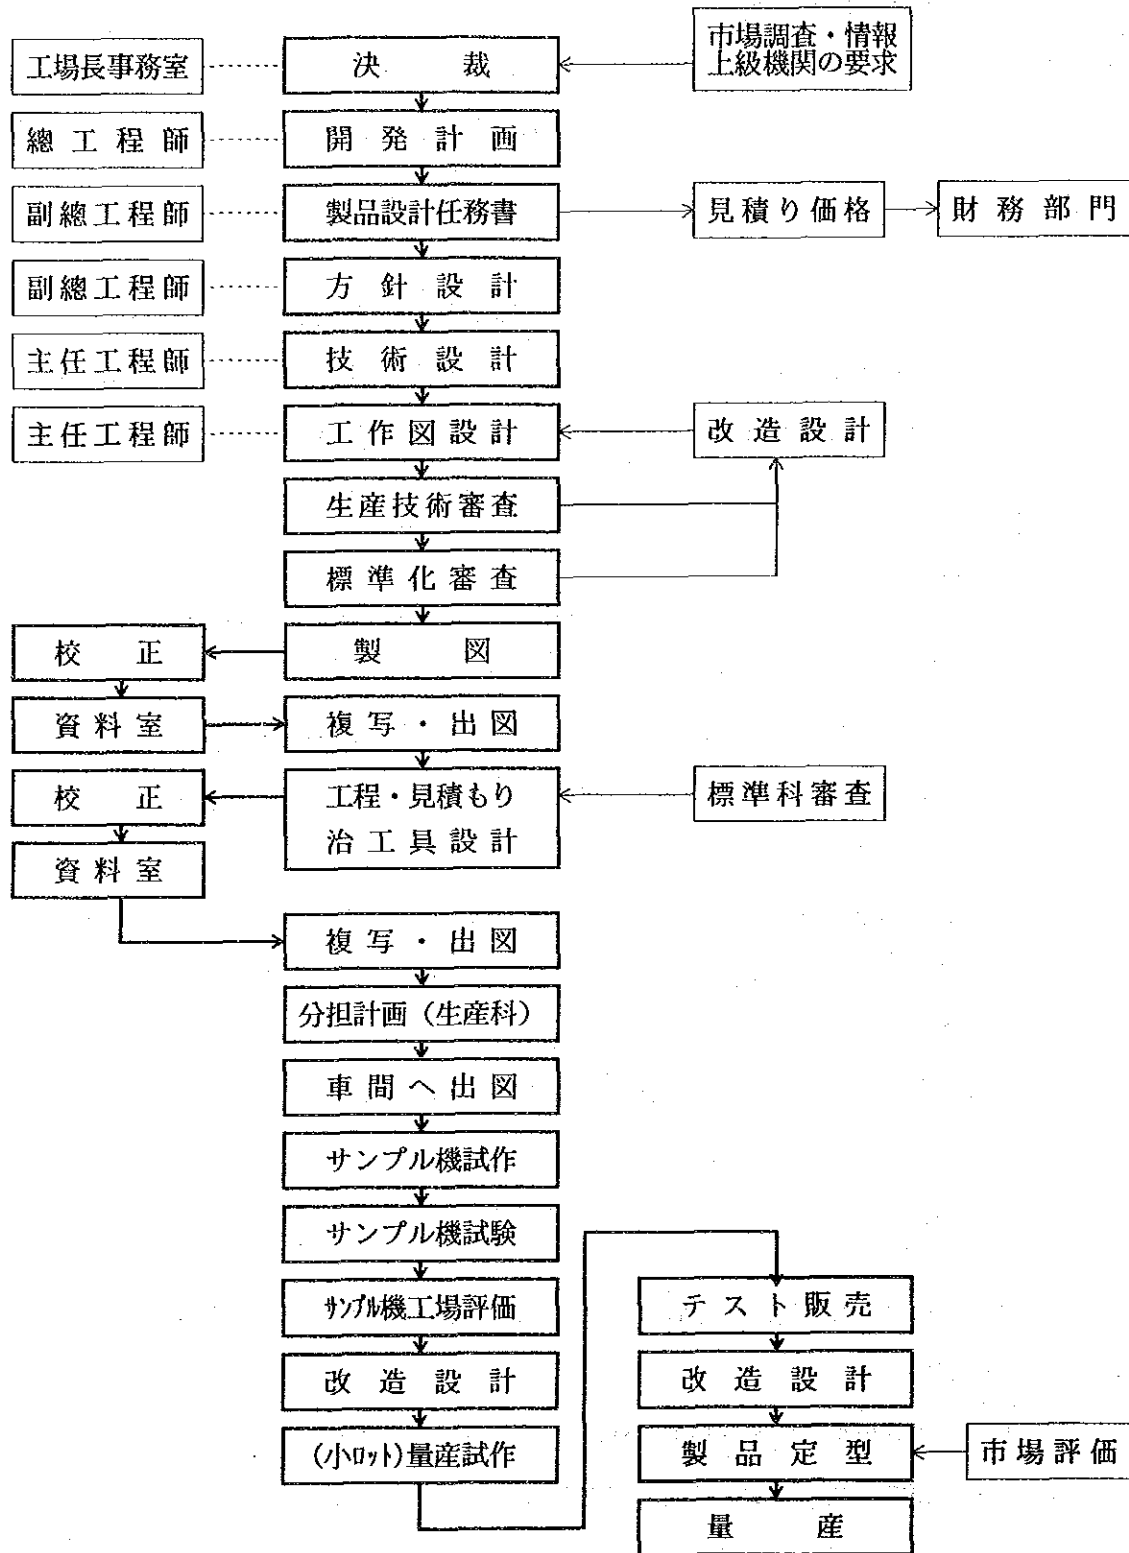 市場調査・情報
上級機関の要求
工場長事務室
決裁
總工程師
開発計画
副總工程師
製品設計任務書
見積り価格
財務部門
副總工程師
方針設計
主任工程師
技術設計
主任工程師
工作図設計
改造設計
生産技術審査
標準化審査
校正
製図
資料室
複写・出図
校正
工程・見積もり
治工具設計
標準科審査
資料室
複写・出図
分担計画（生産科）
車間へ出図
サンプル機試作
サンプル機試験
サンプル機工場評価
テスト販売
改造設計
改造設計
(小ロット)量産試作
製品定型
市場評価
量産